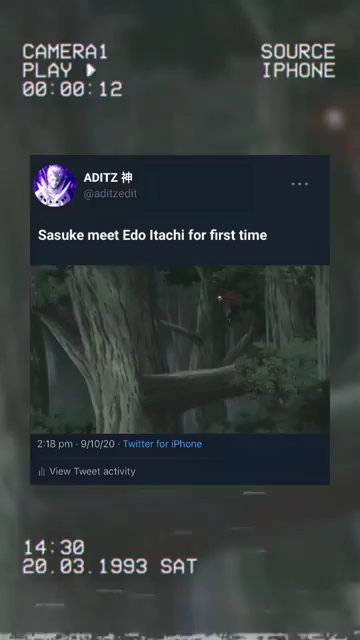 CAMERA1
PLAY
00:00:12
SOURCE
IPHONE
ADITZ 神
@aditzedit
Sasuke meet Edo Itachi for first time
2:18 pm · 9/10/20 · Twitter for iPhone
View Tweet activity
14:30
20.03.1993 SAT